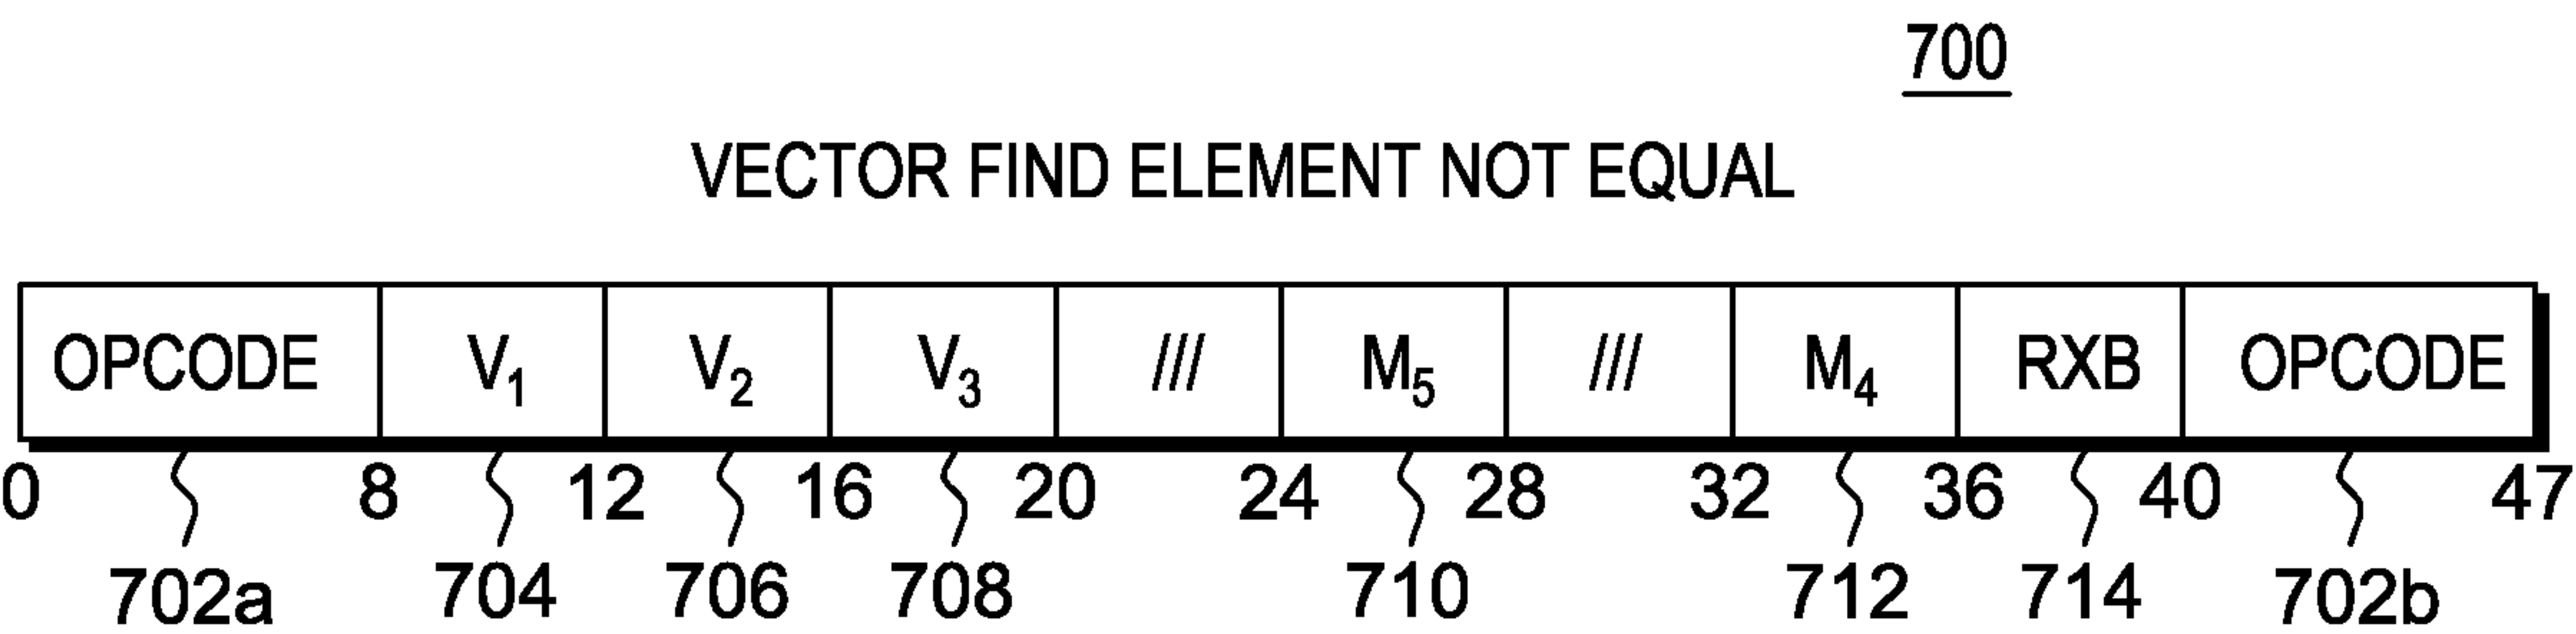 700
VECTOR FIND ELEMENT NOT EQUAL
OPCODE V1 V2 V3 /// M5 /// M4 RXB OPCODE
0 8 12 16 20 24 28 32 36 40 47
702a 704 706 708 710 712 714 702b